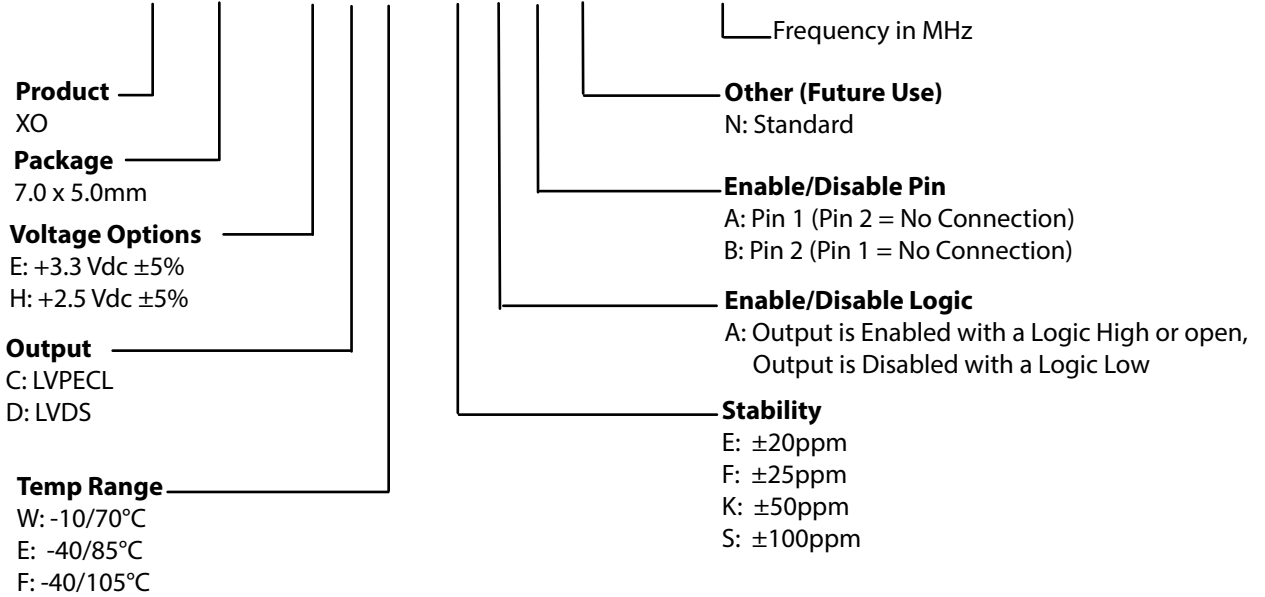 Frequency in MHz
Product
XO
Package
7.0 x 5.0mm
Voltage Options
E: +3.3 Vdc ±5%
H: +2.5 Vdc ±5%
Output
C: LVPECL
D: LVDS
Temp Range
W: -10/70°C
E: -40/85°C
F: -40/105°C
Other (Future Use)
N: Standard
Enable/Disable Pin
A: Pin 1 (Pin 2 = No Connection)
B: Pin 2 (Pin 1 = No Connection)
Enable/Disable Logic
A: Output is Enabled with a Logic High or open,
Output is Disabled with a Logic Low
Stability
E: ±20ppm
F: ±25ppm
K: ±50ppm
S: ±100ppm